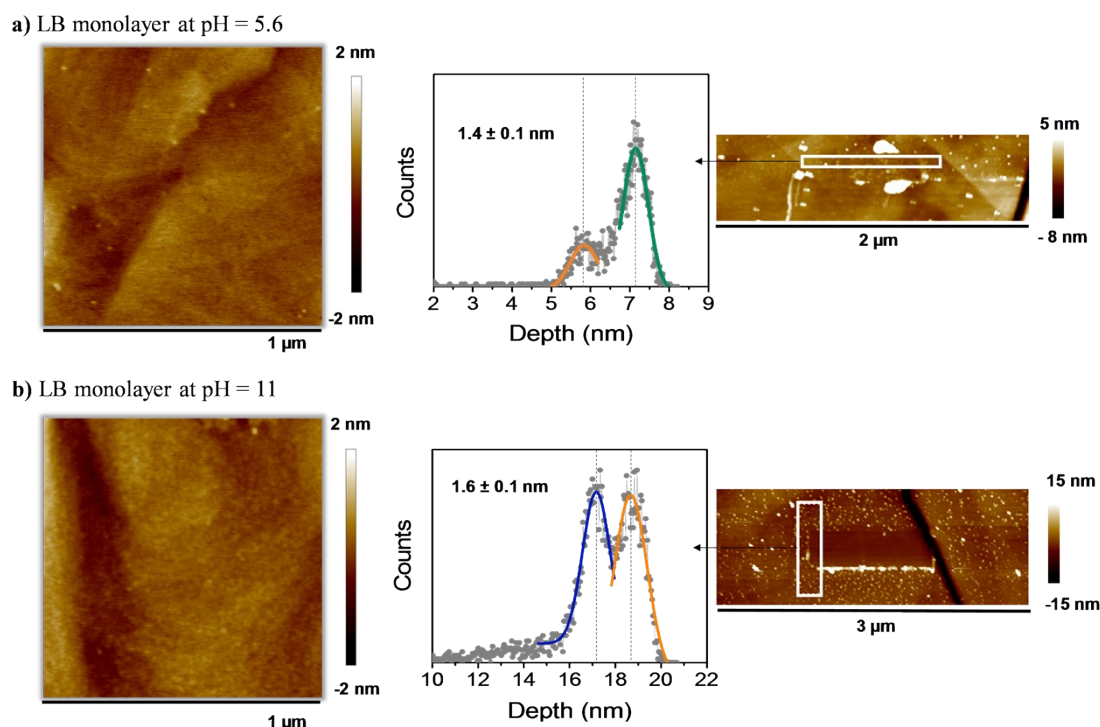 a) LB monolayer at pH = 5.6
2 nm
-2 nm
1 µm
1.4 ± 0.1 nm
Counts
2 3 4 5 6 7 8 9
Depth (nm)
5 nm
- 8 nm
2 µm
b) LB monolayer at pH = 11
2 nm
-2 nm
1 µm
1.6 ± 0.1 nm
Counts
10 12 14 16 18 20 22
Depth (nm)
15 nm
-15 nm
3 µm